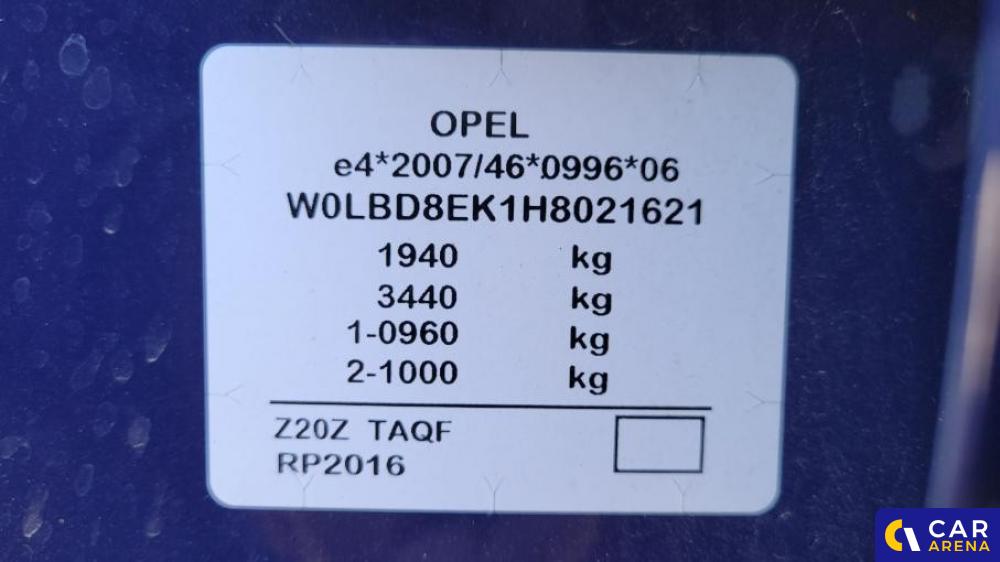 OPEL
e4*2007/46*0996*06
W0LBD8EK1H8021621
1940 kg
3440 kg
1-0960 kg
2-1000 kg
Z20Z TAQF
RP2016
CAR
ARENA